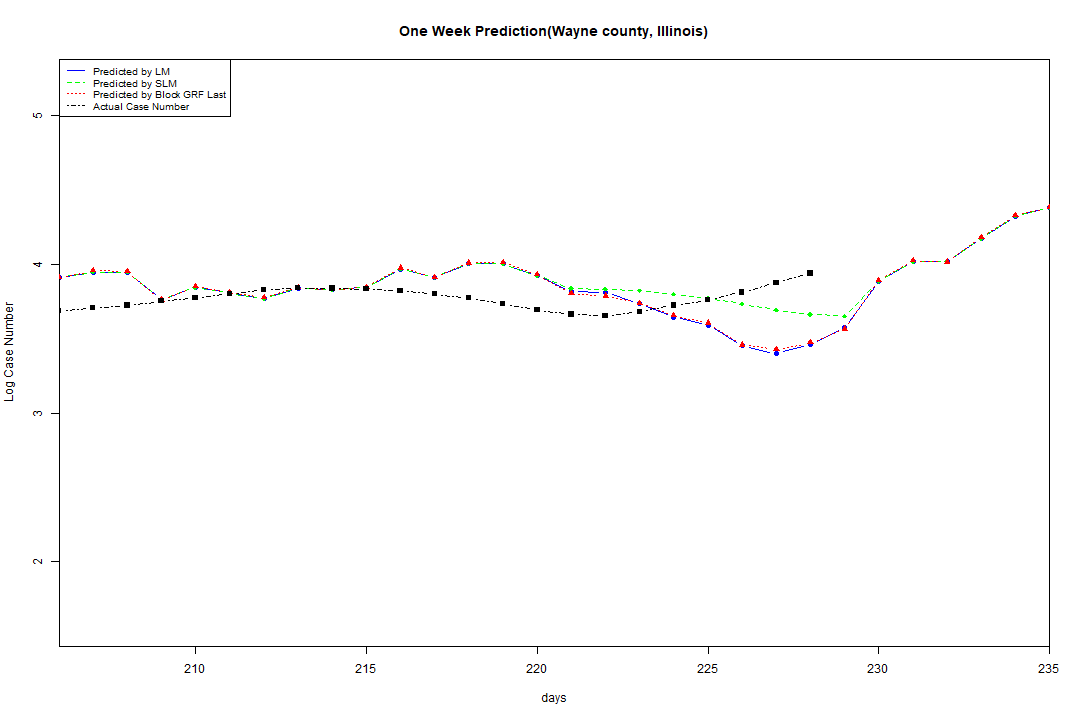 One Week Prediction(Wayne county, Illinois)
Predicted by LM
Predicted by SLM
Predicted by Block GRF Last
Actual Case Number
5
4
3
2
Log Case Number
210 215 220 225 230 235
days